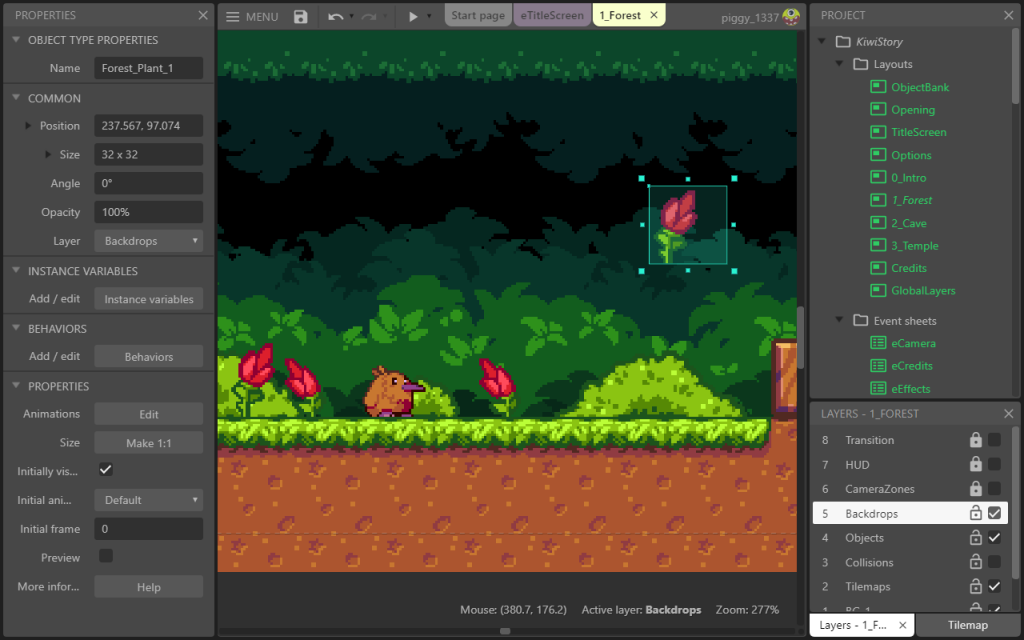 PROPERTIES
OBJECT TYPE PROPERTIES
Name Forest_Plant_1
COMMON
Position 237.567, 97.074
Size 32 x 32
Angle 0°
Opacity 100%
Layer Backdrops
INSTANCE VARIABLES
Add / edit Instance variables
BEHAVIORS
Add / edit Behaviors
PROPERTIES
Animations Edit
Size Make 1:1
Initially vis...
Initial ani... Default
Initial frame 0
Preview
More infor... Help
MENU
Start page eTitleScreen 1_Forest
piggy_1337
Mouse: (380.7, 176.2) Active layer: Backdrops Zoom: 277%
PROJECT
KiwiStory
Layouts
ObjectBank
Opening
TitleScreen
Options
0_Intro
1_Forest
2_Cave
3_Temple
Credits
GlobalLayers
Event sheets
eCamera
eCredits
eEffects
LAYERS - 1_FOREST
8 Transition
7 HUD
6 CameraZones
5 Backdrops
4 Objects
3 Collisions
2 Tilemaps
1 BG_1
Layers - 1_F... Tilemap